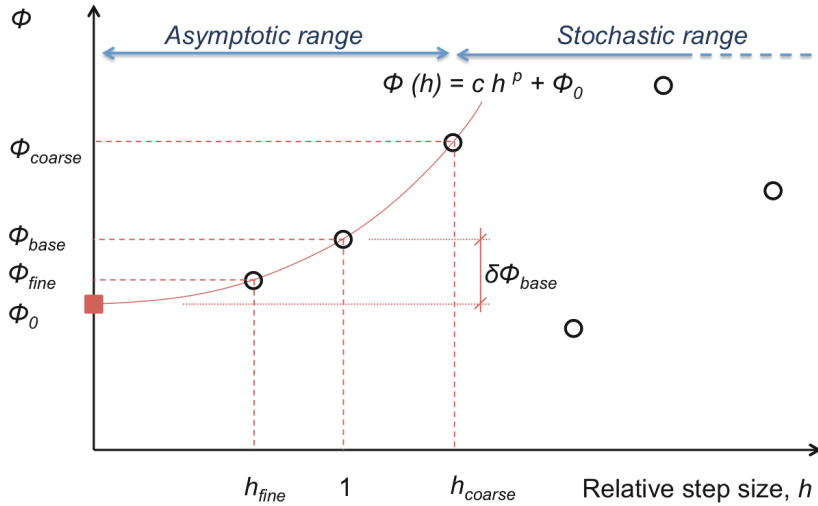 Φ
Asymptotic range
Stochastic range
Φ (h) = c h^p + Φ_0
Φ_coarse
Φ_base
Φ_fine
δΦ_base
Φ_0
h_fine
1
h_coarse
Relative step size, h